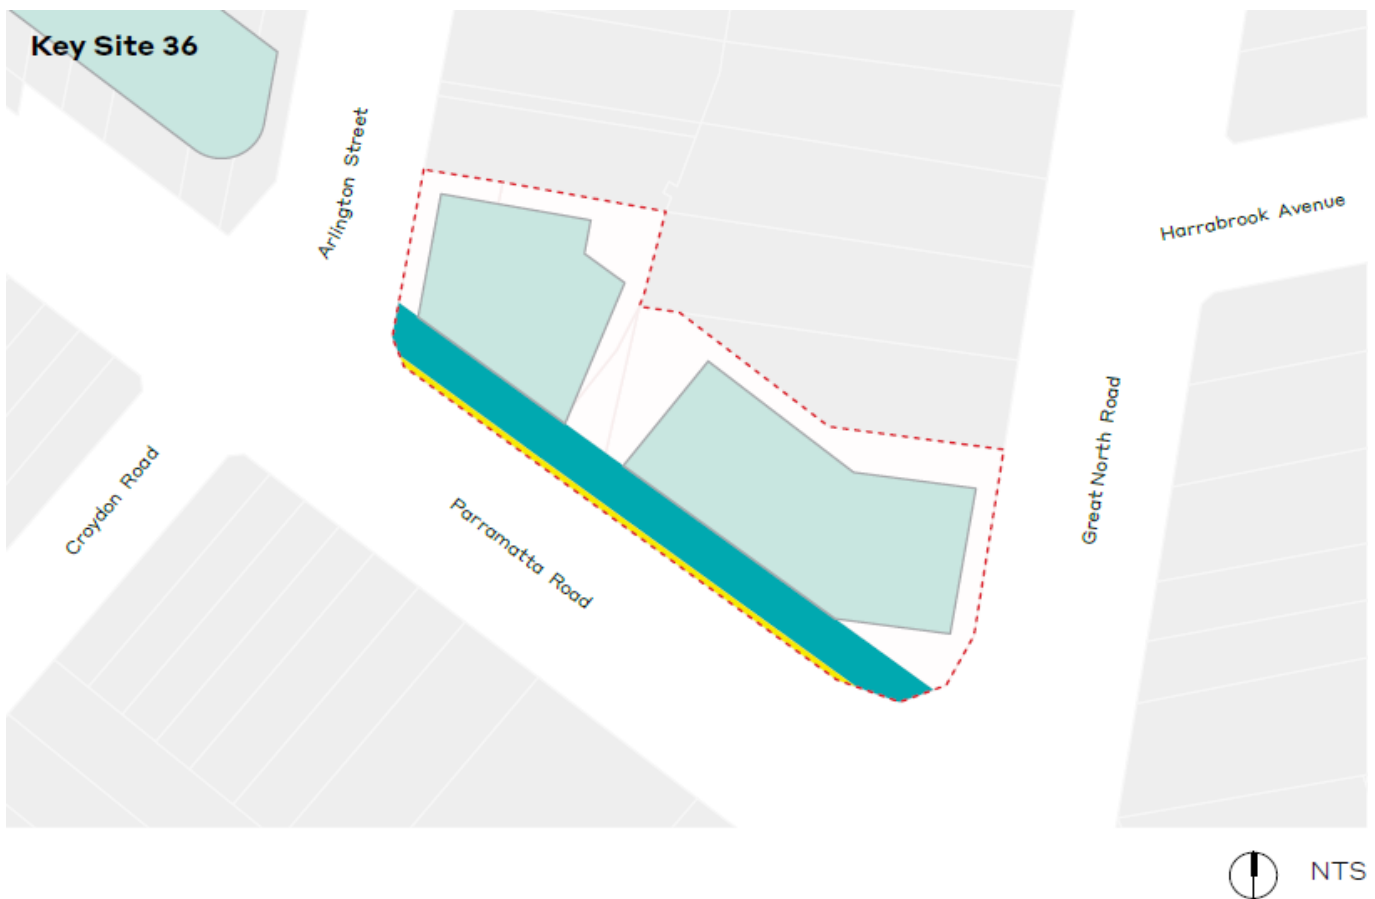 Key Site 36
Arlington Street
Harrabrook Avenue
Great North Road
Croydon Road
Parramatta Road
NTS